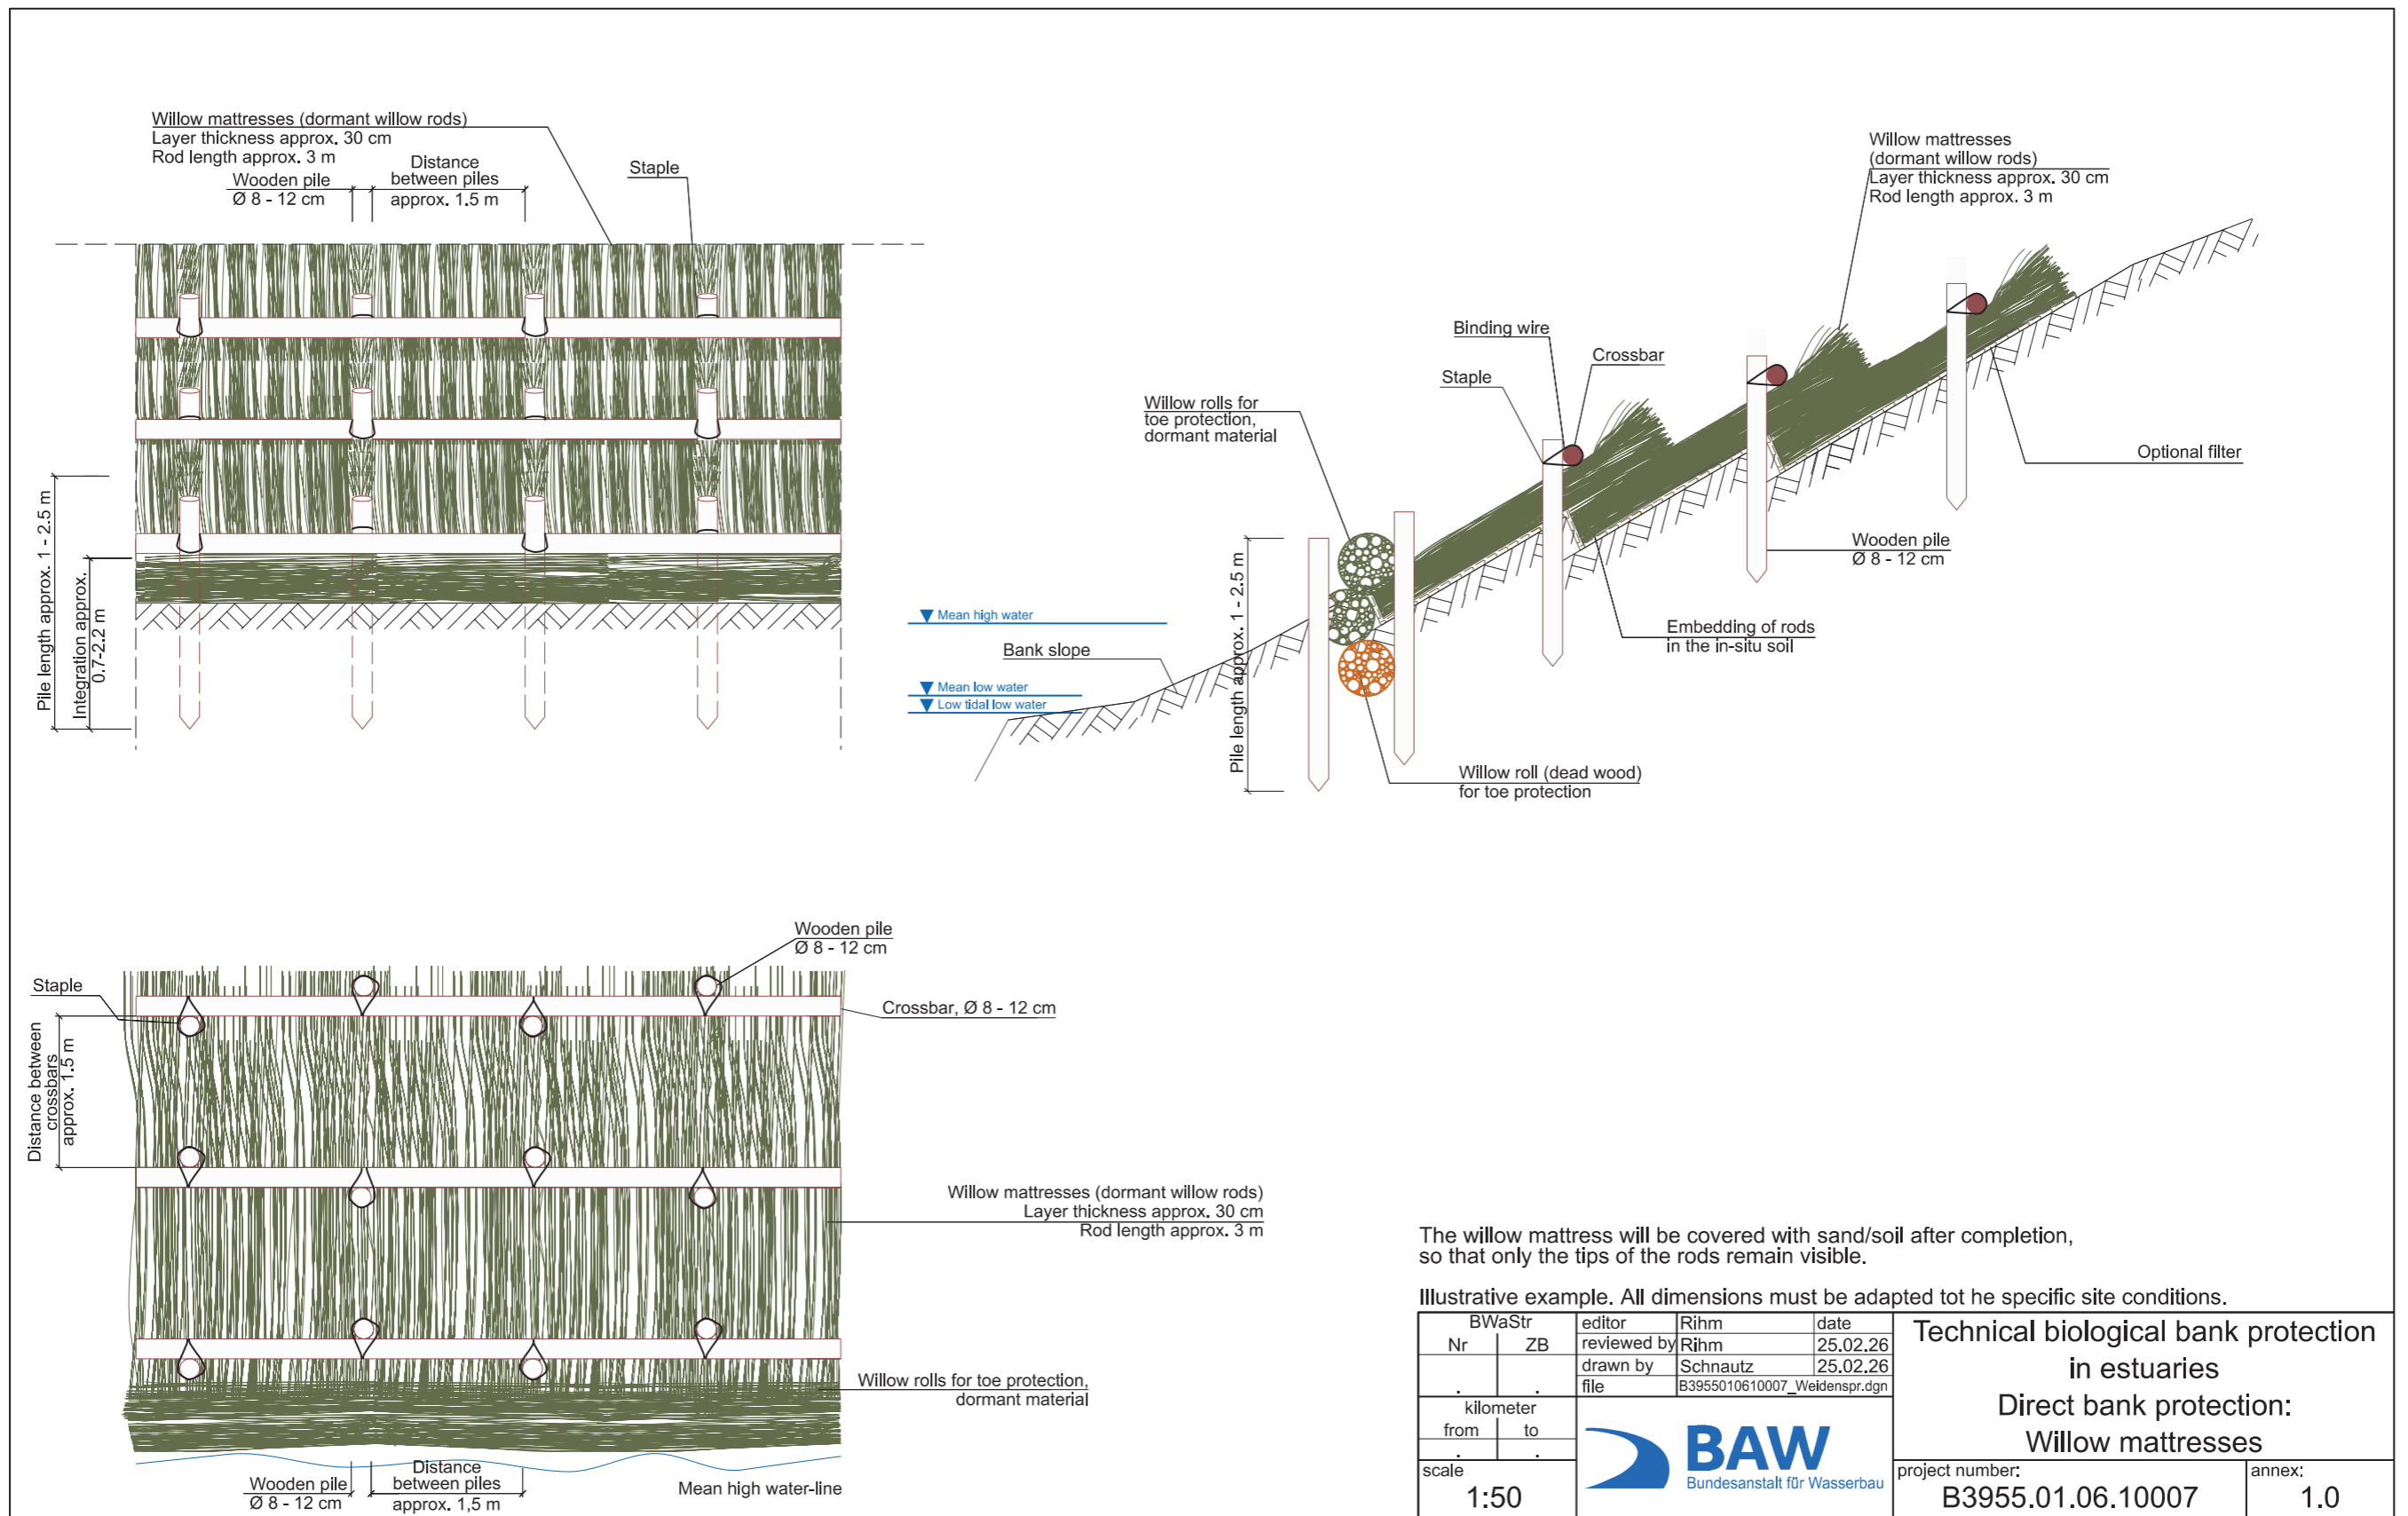 Willow mattresses (dormant willow rods)
Layer thickness approx. 30 cm
Rod length approx. 3 m
Wooden pile
Ø 8 - 12 cm
Distance
between piles
approx. 1.5 m
Staple
Pile length approx. 1 - 2.5 m
Integration approx.
0.7-2.2 m
Willow mattresses
(dormant willow rods)
Layer thickness approx. 30 cm
Rod length approx. 3 m
Binding wire
Crossbar
Staple
Willow rolls for
toe protection,
dormant material
Optional filter
Wooden pile
Ø 8 - 12 cm
Embedding of rods
in the in-situ soil
Mean high water
Bank slope
Mean low water
Low tidal low water
Pile length approx. 1 - 2.5 m
Willow roll (dead wood)
for toe protection
Wooden pile
Ø 8 - 12 cm
Staple
Crossbar, Ø 8 - 12 cm
Distance between
crossbars
approx. 1.5 m
Willow mattresses (dormant willow rods)
Layer thickness approx. 30 cm
Rod length approx. 3 m
Willow rolls for toe protection,
dormant material
Wooden pile
Ø 8 - 12 cm
Distance
between piles
approx. 1,5 m
Mean high water-line
The willow mattress will be covered with sand/soil after completion,
so that only the tips of the rods remain visible.
Illustrative example. All dimensions must be adapted tot he specific site conditions.
BWaStr
Nr ZB
. .
kilometer
from to
. .
scale
1:50
editor Rihm date
reviewed by Rihm 25.02.26
drawn by Schnautz 25.02.26
file B3955010610007_Weidenspr.dgn
BAW
Bundesanstalt für Wasserbau
Technical biological bank protection
in estuaries
Direct bank protection:
Willow mattresses
project number:
B3955.01.06.10007
annex:
1.0